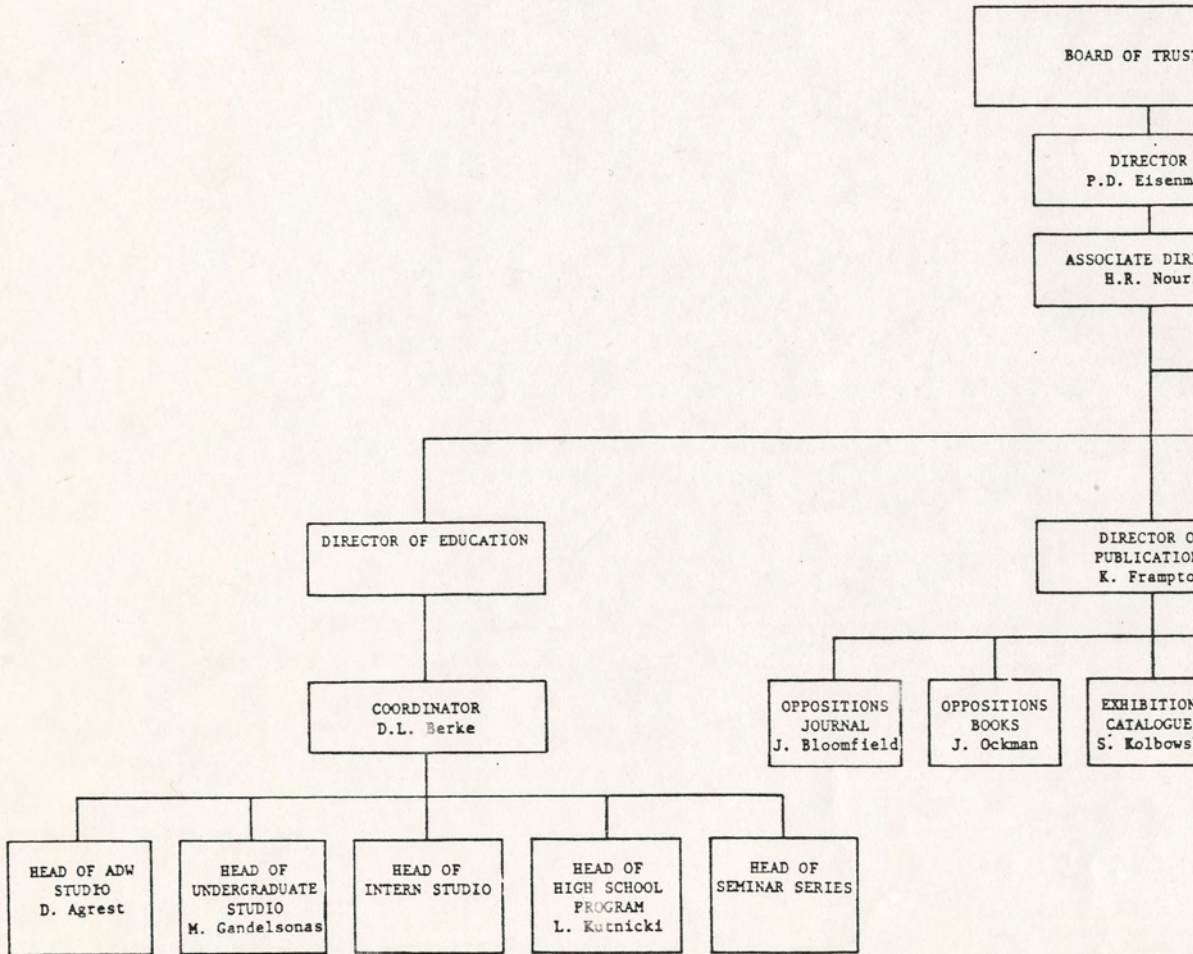 BOARD OF TRUST
DIRECTOR
P.D. Eisenm
ASSOCIATE DIR
H.R. Nour
DIRECTOR OF EDUCATION
DIRECTOR O
PUBLICATION
K. Frampto
COORDINATOR
D.L. Berke
OPPOSITIONS
JOURNAL
J. Bloomfield
OPPOSITIONS
BOOKS
J. Ockman
EXHIBITION
CATALOGUE
S. Kolbows
HEAD OF ADW
STUDIO
D. Agrest
HEAD OF
UNDERGRADUATE
STUDIO
M. Gandelsonas
HEAD OF
INTERN STUDIO
HEAD OF
HIGH SCHOOL
PROGRAM
L. Kutnicki
HEAD OF
SEMINAR SERIES